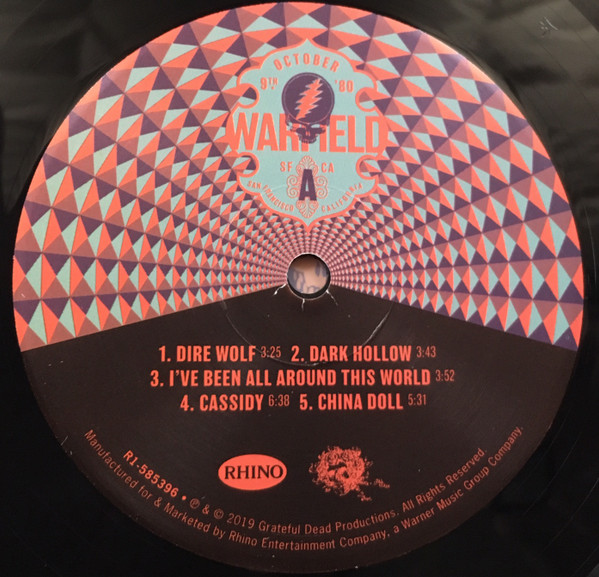 OCTOBER
9TH '80
WARFIELD
SF CA
A
SAN FRANCISCO CALIFORNIA
1. DIRE WOLF 3:25 2. DARK HOLLOW 3:43
3. I'VE BEEN ALL AROUND THIS WORLD 3:52
4. CASSIDY 6:38 5. CHINA DOLL 5:31
RHINO
R1-585396 • ℗ & © 2019 Grateful Dead Productions. All Rights Reserved.
Manufactured for & Marketed by Rhino Entertainment Company, a Warner Music Group Company.